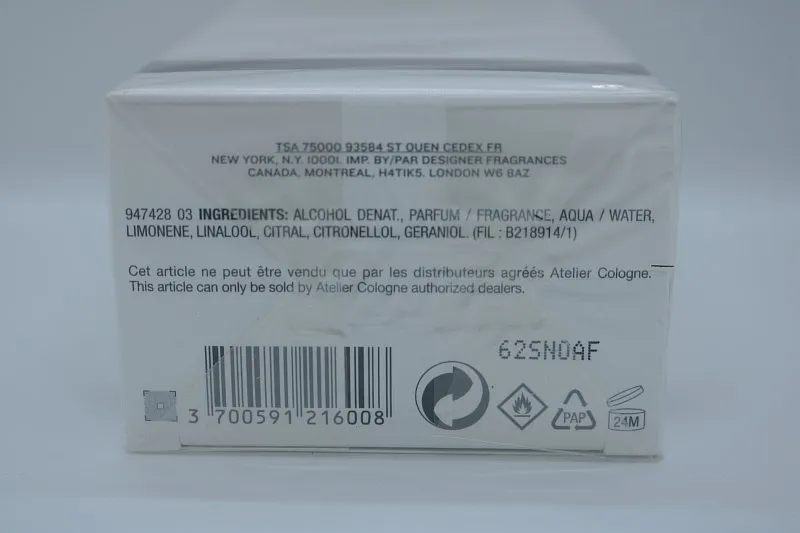 TSA 75000 93584 ST OUEN CEDEX FR
NEW YORK, N.Y. 10001. IMP. BY/PAR DESIGNER FRAGRANCES
CANADA, MONTREAL, H4T1K5. LONDON W6 8AZ
947428 03 INGREDIENTS: ALCOHOL DENAT., PARFUM / FRAGRANCE, AQUA / WATER,
LIMONENE, LINALOOL, CITRAL, CITRONELLOL, GERANIOL. (FIL : B218914/1)
Cet article ne peut être vendu que par les distributeurs agréés Atelier Cologne.
This article can only be sold by Atelier Cologne authorized dealers.
62SN0AF
3 700591 216008
PAP
24M